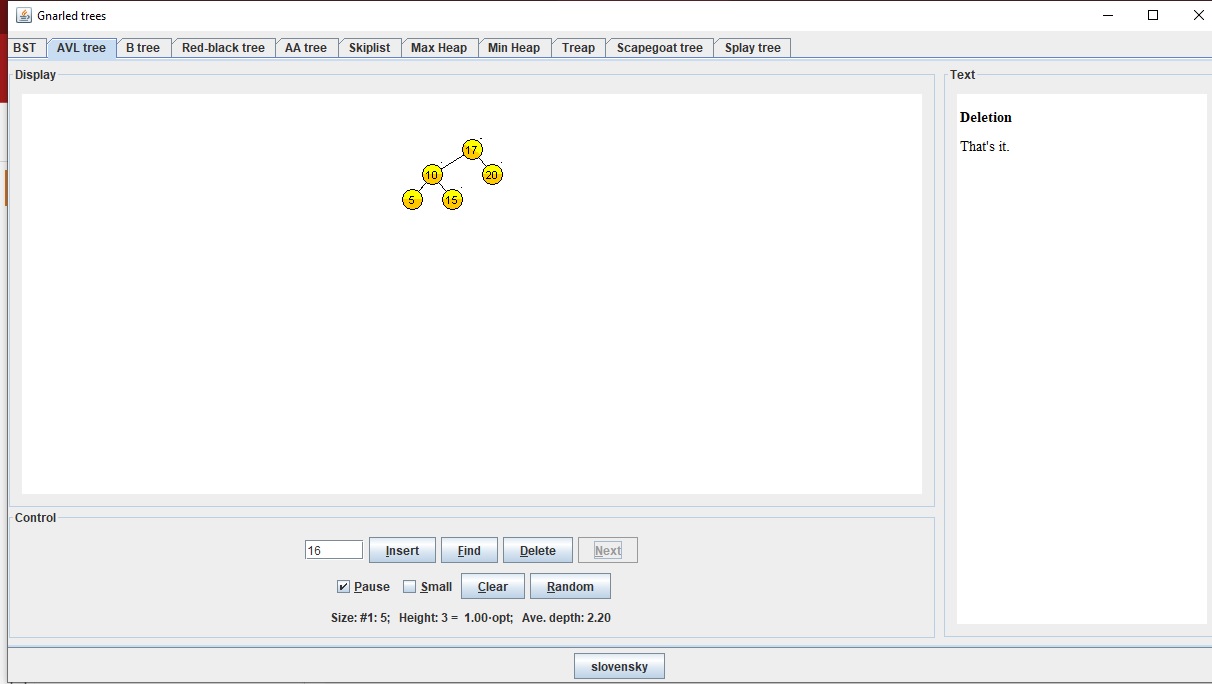 Gnarled trees
BST AVL tree B tree Red-black tree AA tree Skiplist Max Heap Min Heap Treap Scapegoat tree Splay tree
Display
Text
17
10 20
5 15
Deletion
That's it.
Control
16 Insert Find Delete Next
Pause Small Clear Random
Size: #1: 5; Height: 3 = 1.00·opt; Ave. depth: 2.20
slovensky